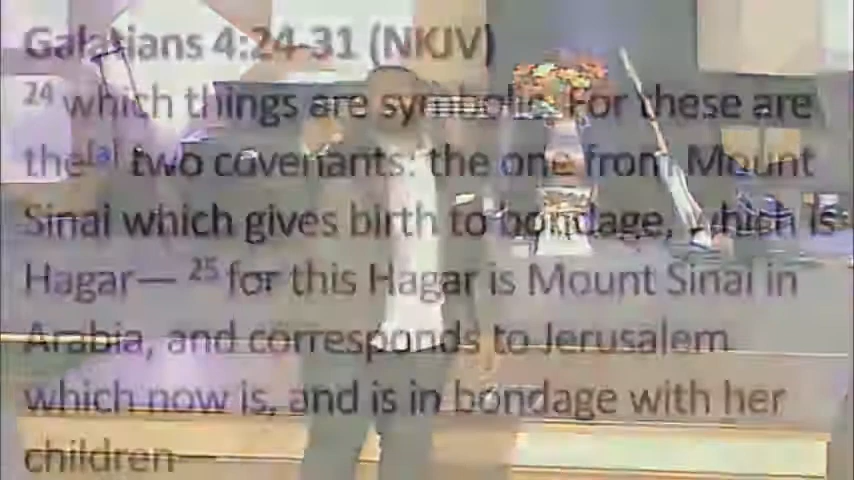 Galatians 4:24-31 (NKJV)
24 which things are symbolic. For these are
the[a] two covenants: the one from Mount
Sinai which gives birth to bondage, which is
Hagar— 25 for this Hagar is Mount Sinai in
Arabia, and corresponds to Jerusalem
which now is, and is in bondage with her
children—